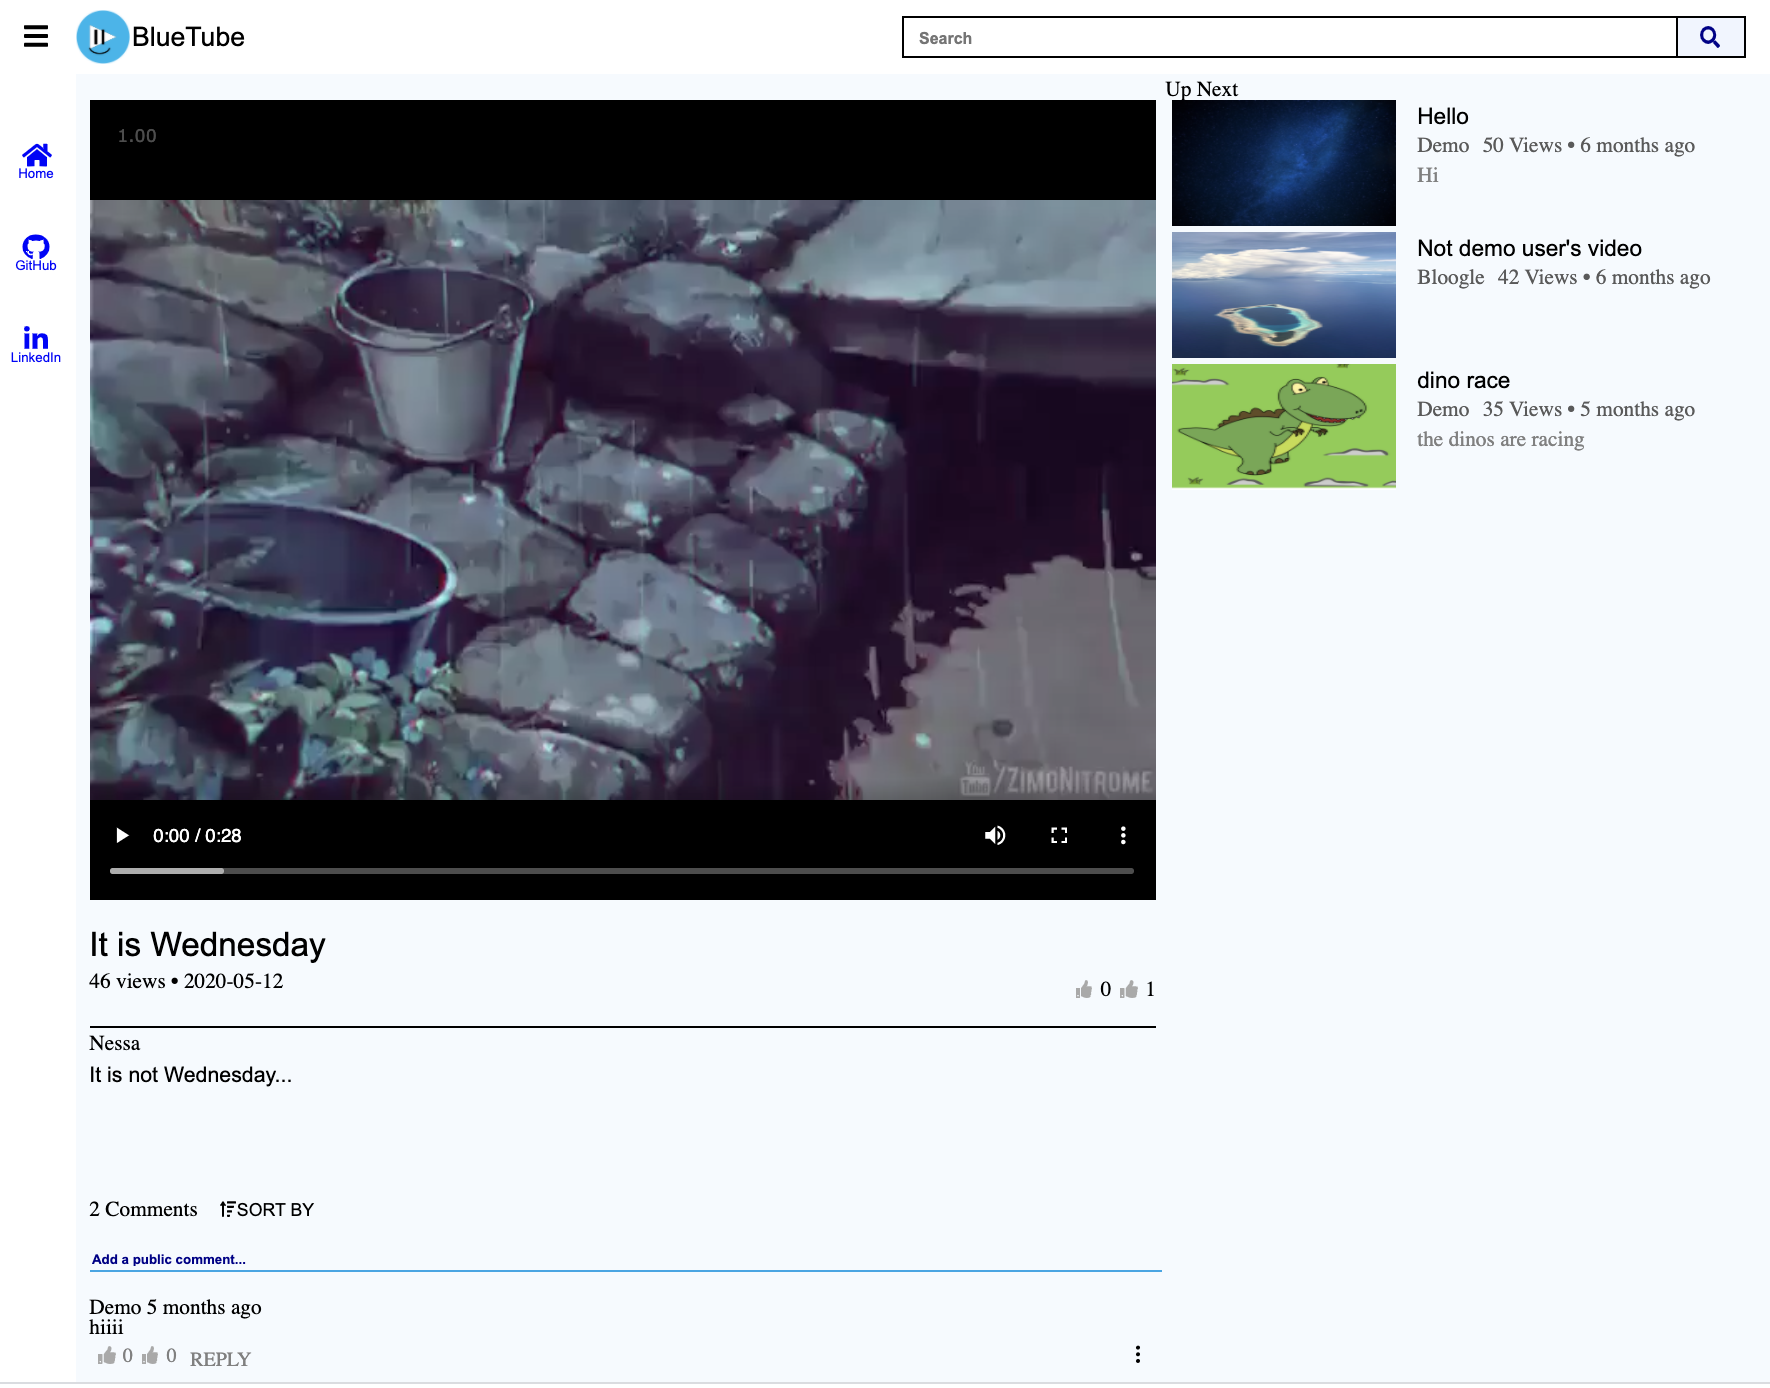 BlueTube
Search
Home
GitHub
LinkedIn
1.00
You
Tube /ZIMONITROME
0:00 / 0:28
It is Wednesday
46 views • 2020-05-12
0 1
Nessa
It is not Wednesday...
2 Comments SORT BY
Add a public comment...
Demo 5 months ago
hiiii
0 0 REPLY
Up Next
Hello
Demo 50 Views • 6 months ago
Hi
Not demo user's video
Bloogle 42 Views • 6 months ago
dino race
Demo 35 Views • 5 months ago
the dinos are racing